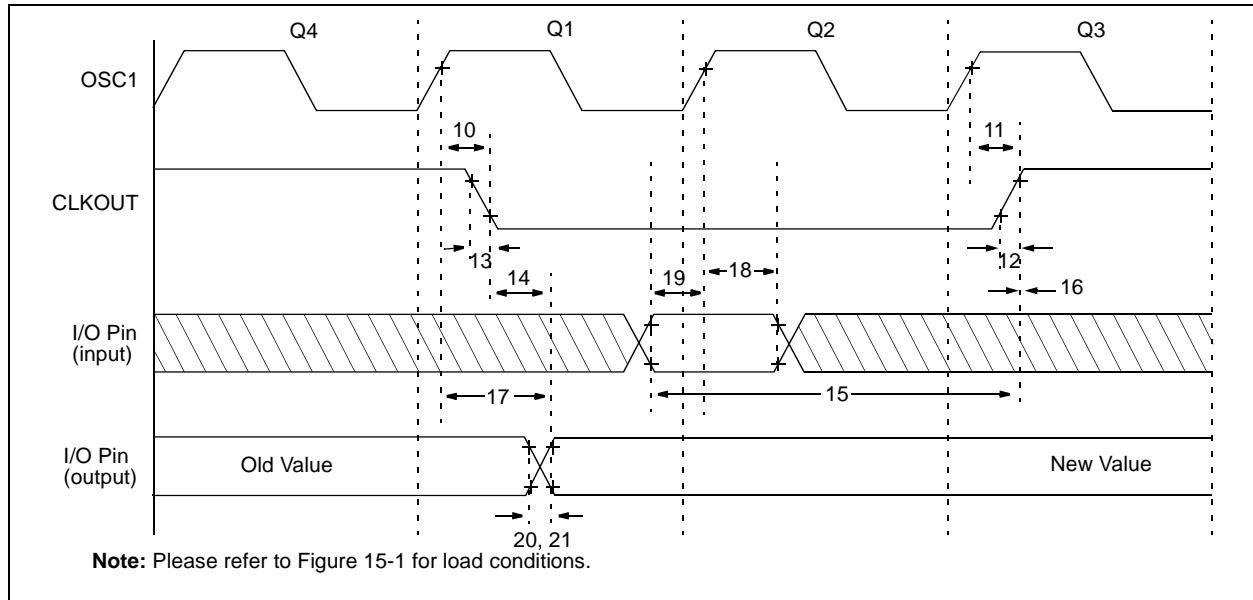 Q4 Q1 Q2 Q3
OSC1
10 11
CLKOUT
13 14 19 18 12
16
I/O Pin
(input)
17 15
I/O Pin
(output)
Old Value New Value
20, 21
Note: Please refer to Figure 15-1 for load conditions.